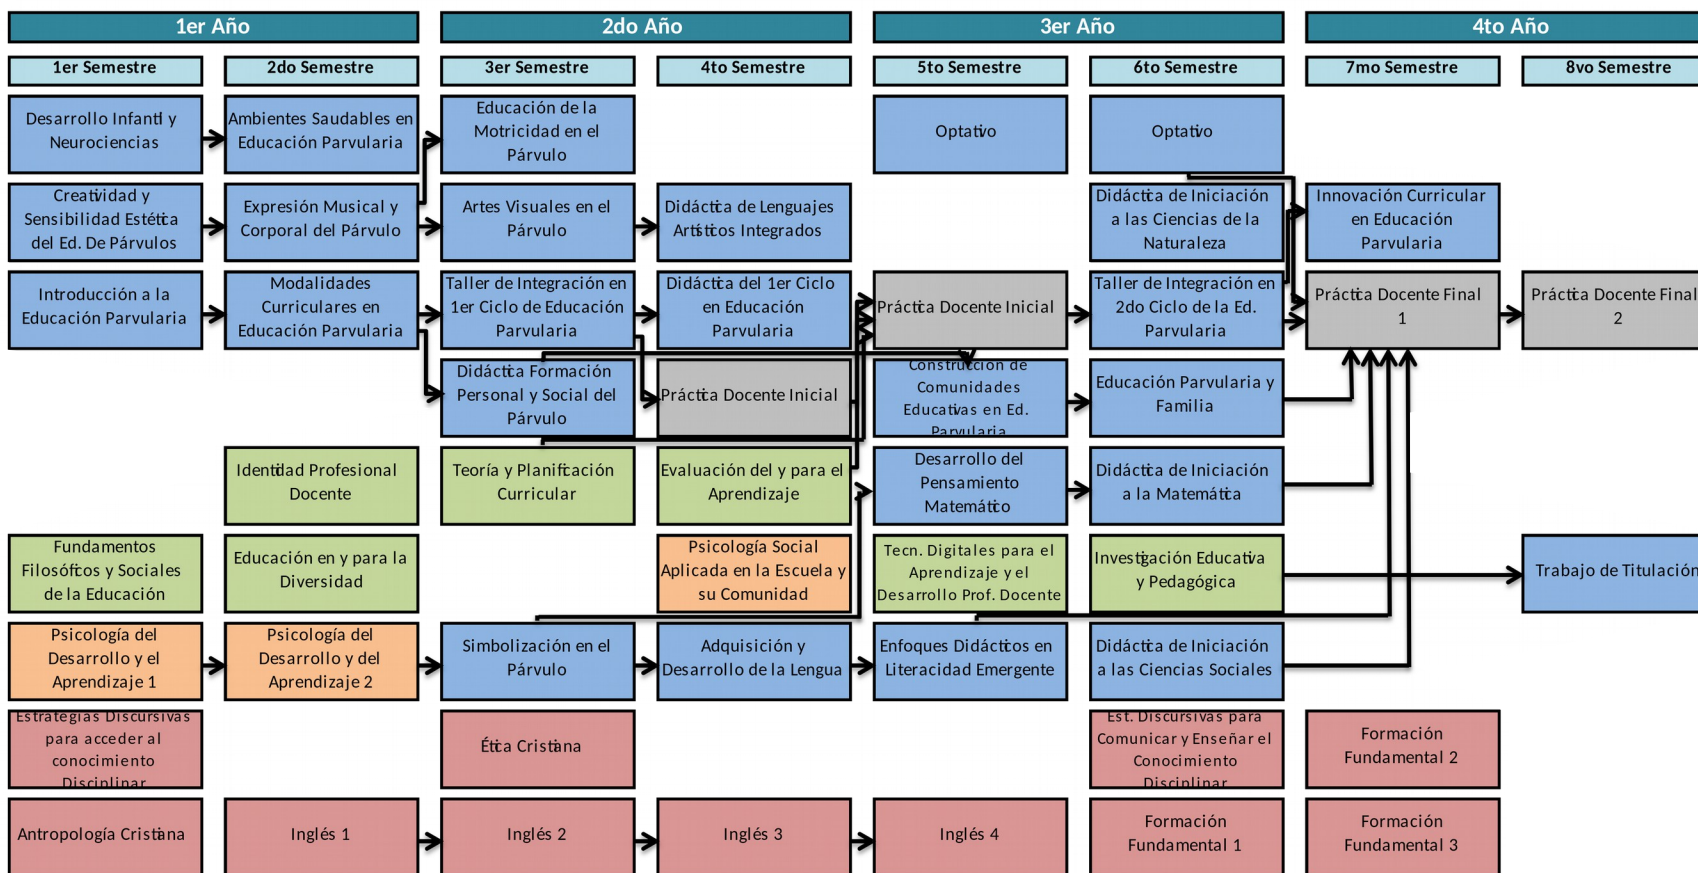 1er Año
2do Año
3er Año
4to Año
1er Semestre
2do Semestre
3er Semestre
4to Semestre
5to Semestre
6to Semestre
7mo Semestre
8vo Semestre
Desarrollo Infantil y
Neurociencias
Ambientes Saludables en
Educación Parvularia
Educación de la
Motricidad en el
Párvulo
Optativo
Optativo
Creatividad y
Sensibilidad Estética
del Ed. De Párvulos
Expresión Musical y
Corporal del Párvulo
Artes Visuales en el
Párvulo
Didáctica de Lenguajes
Artísticos Integrados
Didáctica de Iniciación
a las Ciencias de la
Naturaleza
Innovación Curricular
en Educación
Parvularia
Introducción a la
Educación Parvularia
Modalidades
Curriculares en
Educación Parvularia
Taller de Integración en
1er Ciclo de Educación
Parvularia
Didáctica del 1er Ciclo
en Educación
Parvularia
Práctica Docente Inicial
Taller de Integración en
2do Ciclo de la Ed.
Parvularia
Práctica Docente Final
1
Práctica Docente Final
2
Didáctica Formación
Personal y Social del
Párvulo
Práctica Docente Inicial
Construcción de
Comunidades
Educativas en Ed.
Parvularia
Educación Parvularia y
Familia
Identidad Profesional
Docente
Teoría y Planificación
Curricular
Evaluación del y para el
Aprendizaje
Desarrollo del
Pensamiento
Matemático
Didáctica de Iniciación
a la Matemática
Fundamentos
Filosóficos y Sociales
de la Educación
Educación en y para la
Diversidad
Psicología Social
Aplicada en la Escuela y
su Comunidad
Tecn. Digitales para el
Aprendizaje y el
Desarrollo Prof. Docente
Investigación Educativa
y Pedagógica
Trabajo de Titulación
Psicología del
Desarrollo y el
Aprendizaje 1
Psicología del
Desarrollo y del
Aprendizaje 2
Simbolización en el
Párvulo
Adquisición y
Desarrollo de la Lengua
Enfoques Didácticos en
Literacidad Emergente
Didáctica de Iniciación
a las Ciencias Sociales
Estrategias Discursivas
para acceder al
conocimiento
Disciplinar
Ética Cristiana
Est. Discursivas para
Comunicar y Enseñar el
Conocimiento
Disciplinar
Formación
Fundamental 2
Antropología Cristiana
Inglés 1
Inglés 2
Inglés 3
Inglés 4
Formación
Fundamental 1
Formación
Fundamental 3